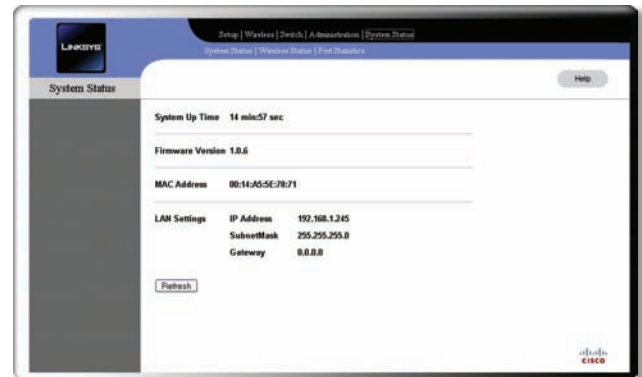 LINKSYS
Setup | Wireless | Switch | Administration | System Status
System Status | Wireless Status | Port Statistics
System Status
Help
System Up Time 14 min:57 sec
Firmware Version 1.0.6
MAC Address 00:14:A5:5E:78:71
LAN Settings IP Address 192.168.1.245
SubnetMask 255.255.255.0
Gateway 0.0.0.0
Refresh
CISCO